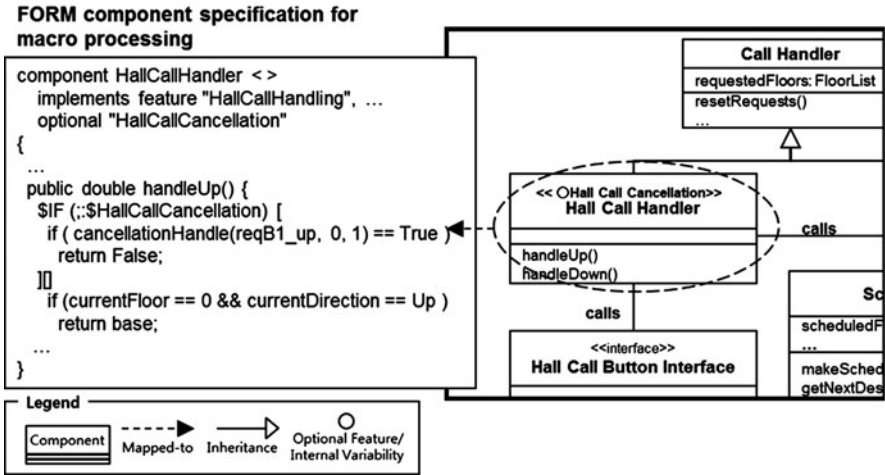 FORM component specification for
macro processing
component HallCallHandler < >
implements feature "HallCallHandling", ...
optional "HallCallCancellation"
{
...
public double handleUp() {
$IF (;:$HallCallCancellation) [
if ( cancellationHandle(reqB1_up, 0, 1) == True )
return False;
][]
if (currentFloor == 0 && currentDirection == Up )
return base;
...
}
Call Handler
requestedFloors: FloorList
resetRequests()
...
<< ○Hall Call Cancellation>>
Hall Call Handler
handleUp()
handleDown()
calls
calls
<<interface>>
Hall Call Button Interface
Sc
scheduledF
...
makeSched
getNextDes
Legend
Component
Mapped-to
Inheritance
Optional Feature/
Internal Variability